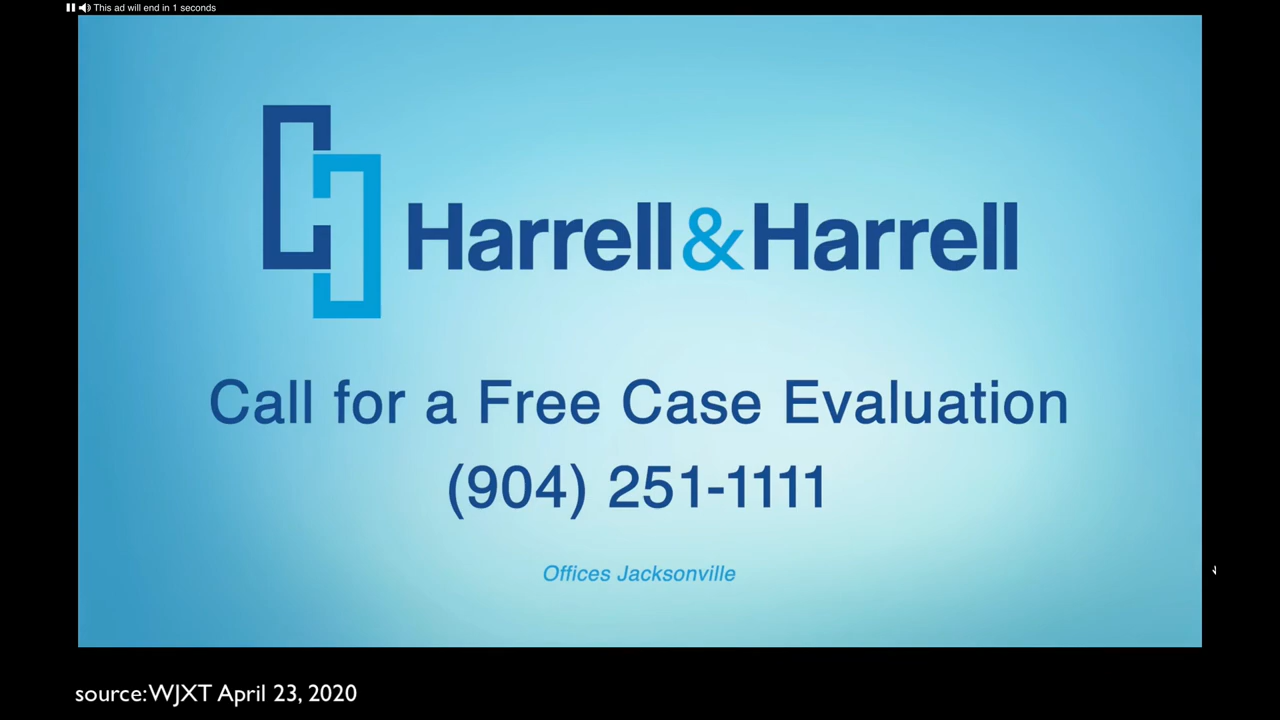 This ad will end in 1 seconds
Harrell & Harrell
Call for a Free Case Evaluation
(904) 251-1111
Offices Jacksonville
source: WJXT April 23, 2020